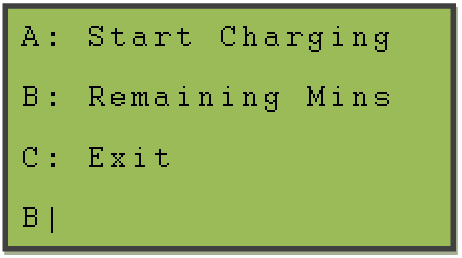 A: Start Charging
B: Remaining Mins
C: Exit
B|